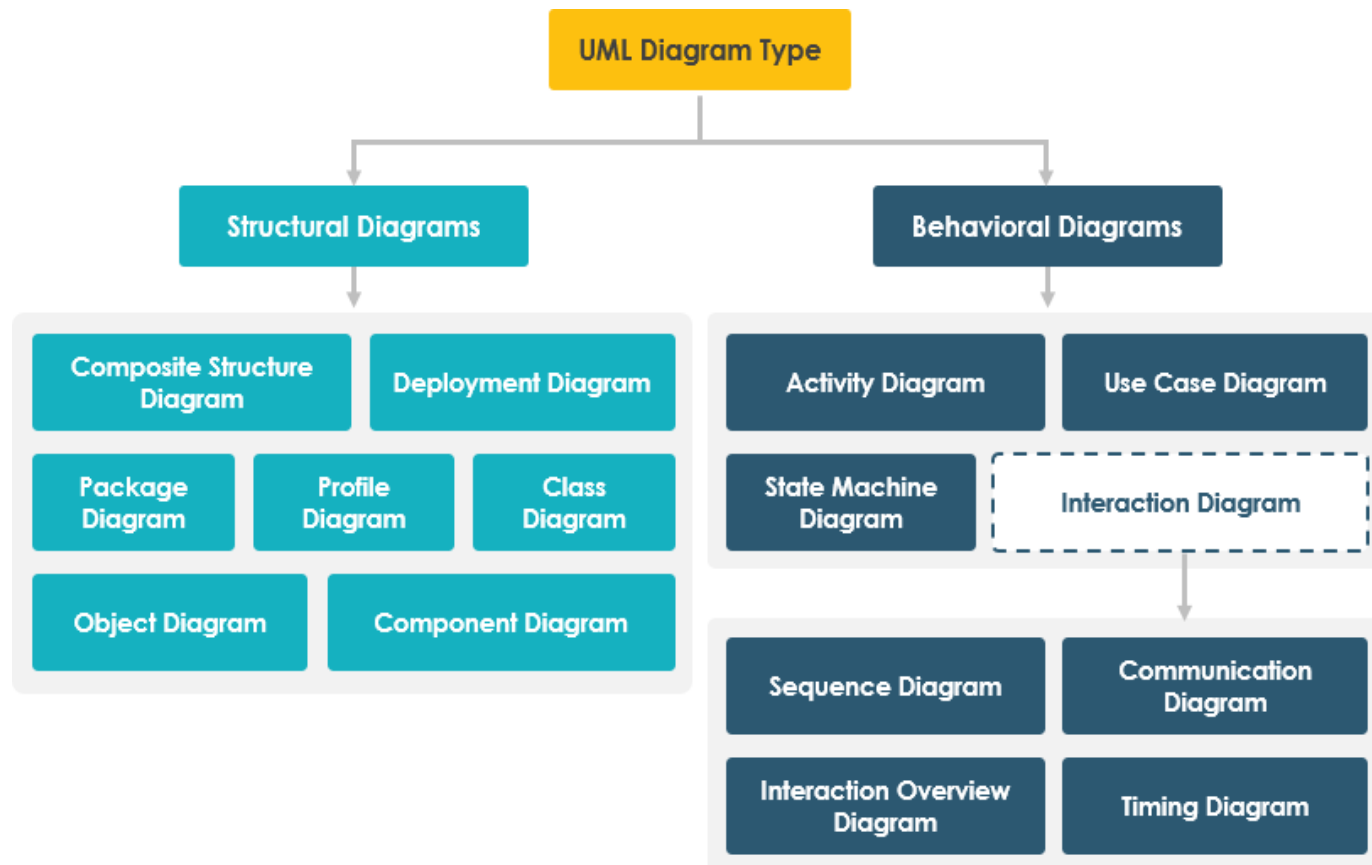 UML Diagram Type
Structural Diagrams
Behavioral Diagrams
Composite Structure
Diagram
Deployment Diagram
Package
Diagram
Profile
Diagram
Class
Diagram
Object Diagram
Component Diagram
Activity Diagram
Use Case Diagram
State Machine
Diagram
Interaction Diagram
Sequence Diagram
Communication
Diagram
Interaction Overview
Diagram
Timing Diagram